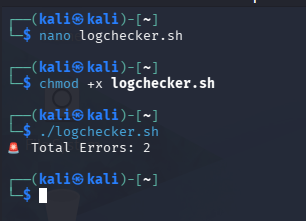 ┌──(kali㉿kali)-[~]
└─$ nano logchecker.sh
┌──(kali㉿kali)-[~]
└─$ chmod +x logchecker.sh
┌──(kali㉿kali)-[~]
└─$ ./logchecker.sh
🚨 Total Errors: 2
┌──(kali㉿kali)-[~]
└─$